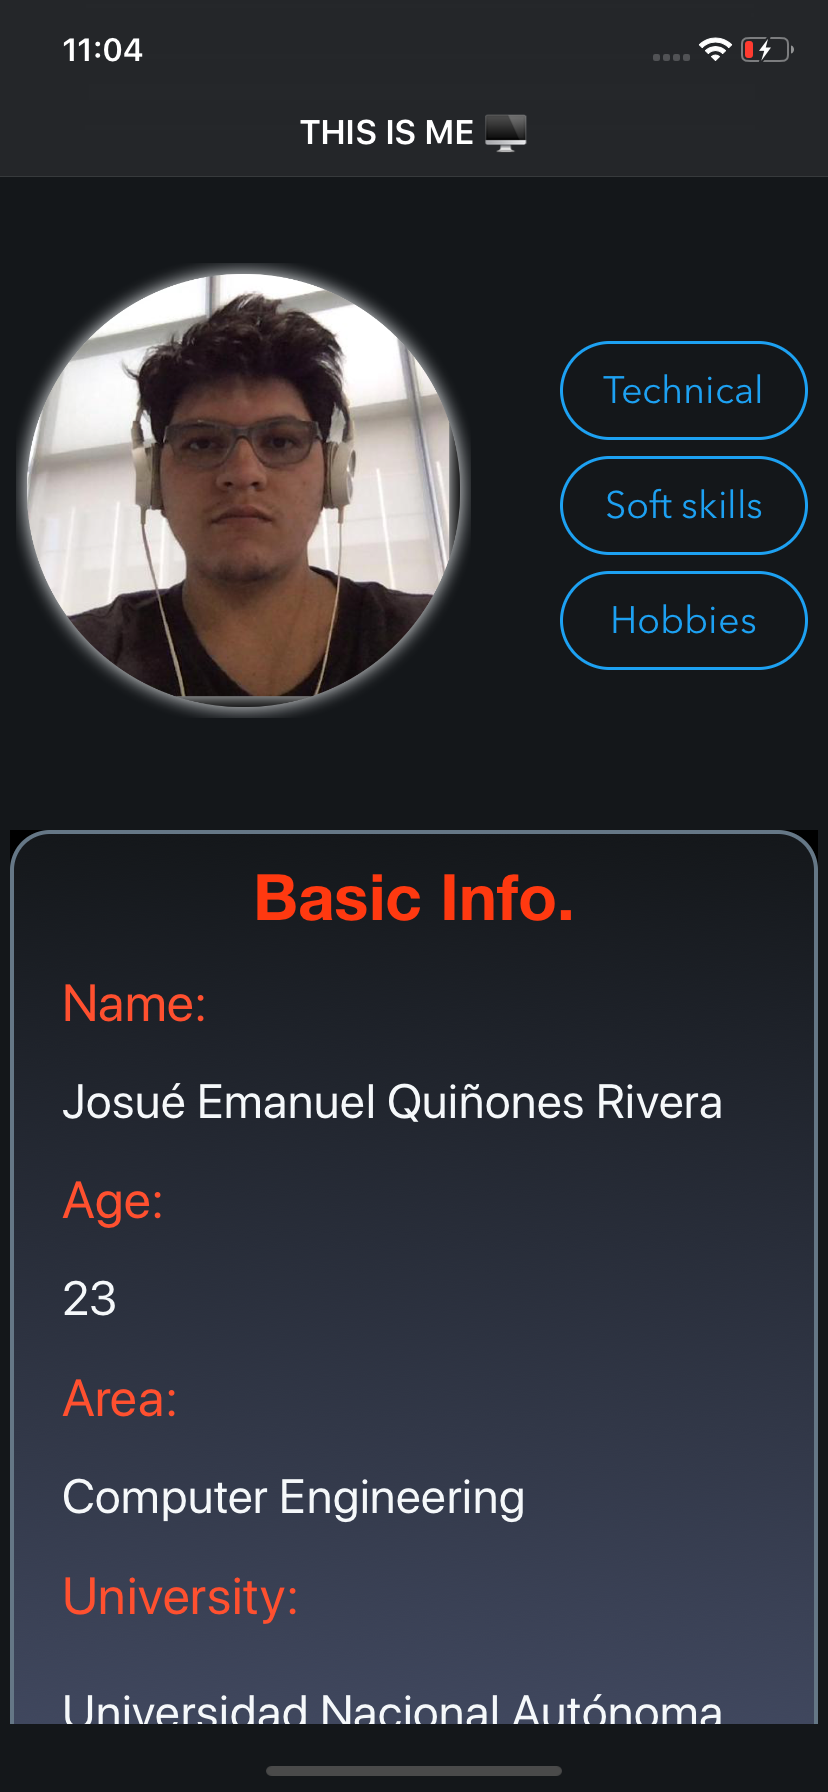 11:04
THIS IS ME
Technical
Soft skills
Hobbies
Basic Info.
Name:
Josué Emanuel Quiñones Rivera
Age:
23
Area:
Computer Engineering
University:
Universidad Nacional Autónoma